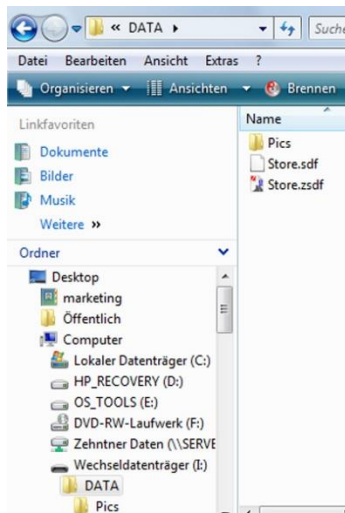 « DATA ▸
Suche
Datei Bearbeiten Ansicht Extras ?
Organisieren Ansichten Brennen
Linkfavoriten
Dokumente
Bilder
Musik
Weitere »
Ordner
Desktop
marketing
Öffentlich
Computer
Lokaler Datenträger (C:)
HP_RECOVERY (D:)
OS_TOOLS (E:)
DVD-RW-Laufwerk (F:)
Zehntner Daten (\\SERVE
Wechseldatenträger (I:)
DATA
Pics
Name
Pics
Store.sdf
Store.zsdf